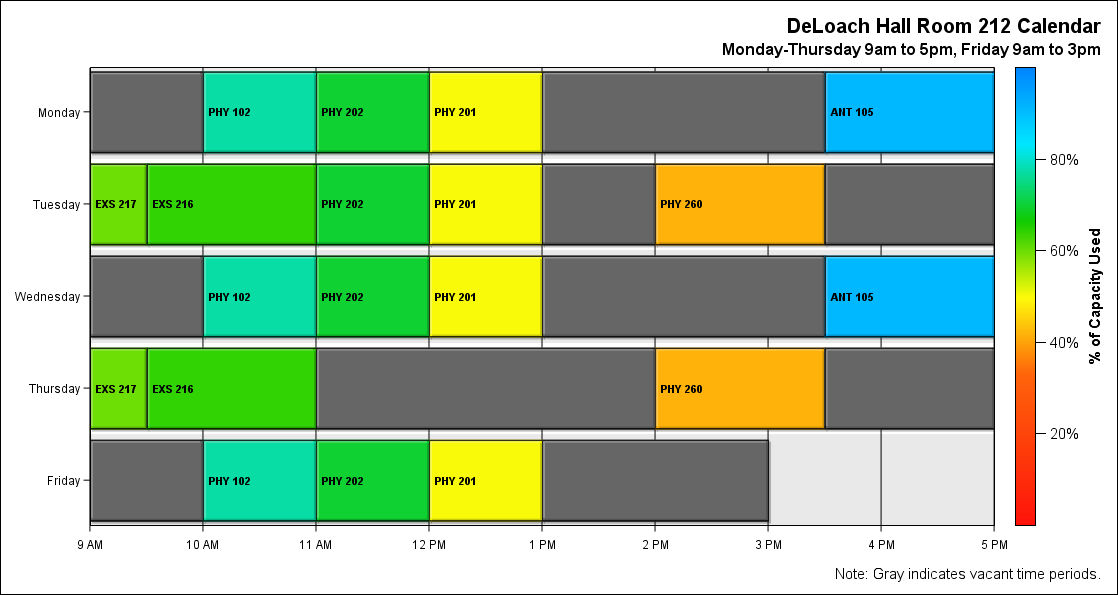 DeLoach Hall Room 212 Calendar
Monday-Thursday 9am to 5pm, Friday 9am to 3pm
Monday PHY 102 PHY 202 PHY 201 ANT 105
80%
Tuesday EXS 217 EXS 216 PHY 202 PHY 201 PHY 260
60%
% of Capacity Used
Wednesday PHY 102 PHY 202 PHY 201 ANT 105
40%
Thursday EXS 217 EXS 216 PHY 260
20%
Friday PHY 102 PHY 202 PHY 201
9 AM 10 AM 11 AM 12 PM 1 PM 2 PM 3 PM 4 PM 5 PM
Note: Gray indicates vacant time periods.